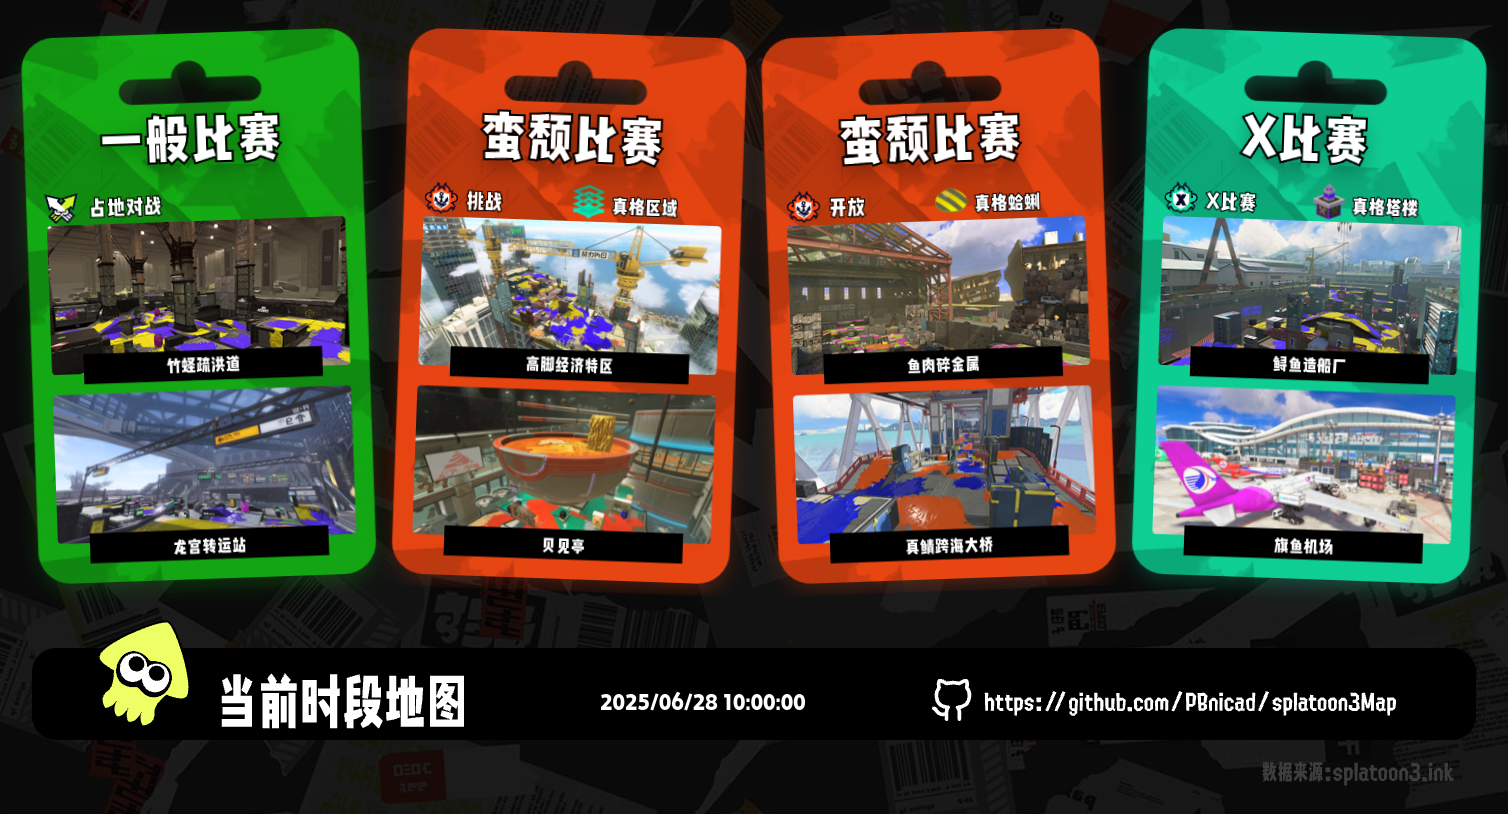 一般比赛
占地对战
竹蛏疏洪道
龙宫转运站
蛮颓比赛
挑战
真格区域
高脚经济特区
贝见亭
蛮颓比赛
开放
真格蛤蜊
鱼肉碎金属
真鲭跨海大桥
X比赛
X比赛
真格塔楼
鲟鱼造船厂
旗鱼机场
当前时段地图
2025/06/28 10:00:00
https://github.com/PBnicad/splatoon3Map
数据来源:splatoon3.ink